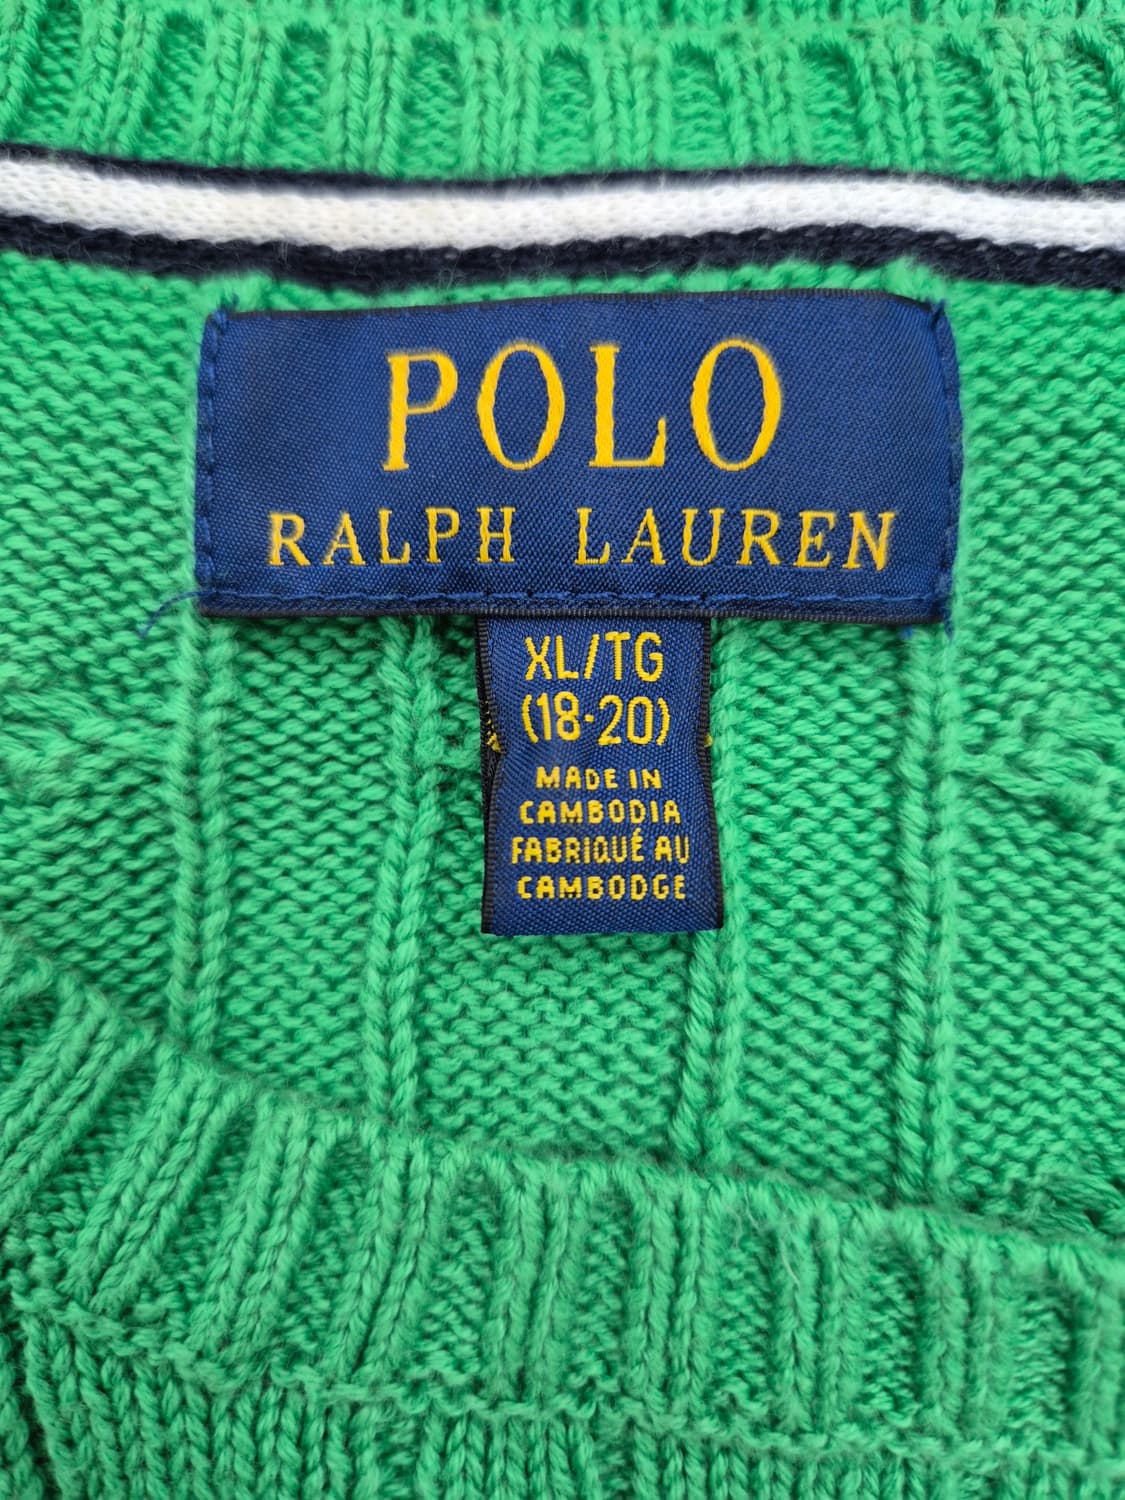 POLO
RALPH LAUREN
XL/TG
(18-20)
MADE IN
CAMBODIA
FABRIQUÉ AU
CAMBODGE